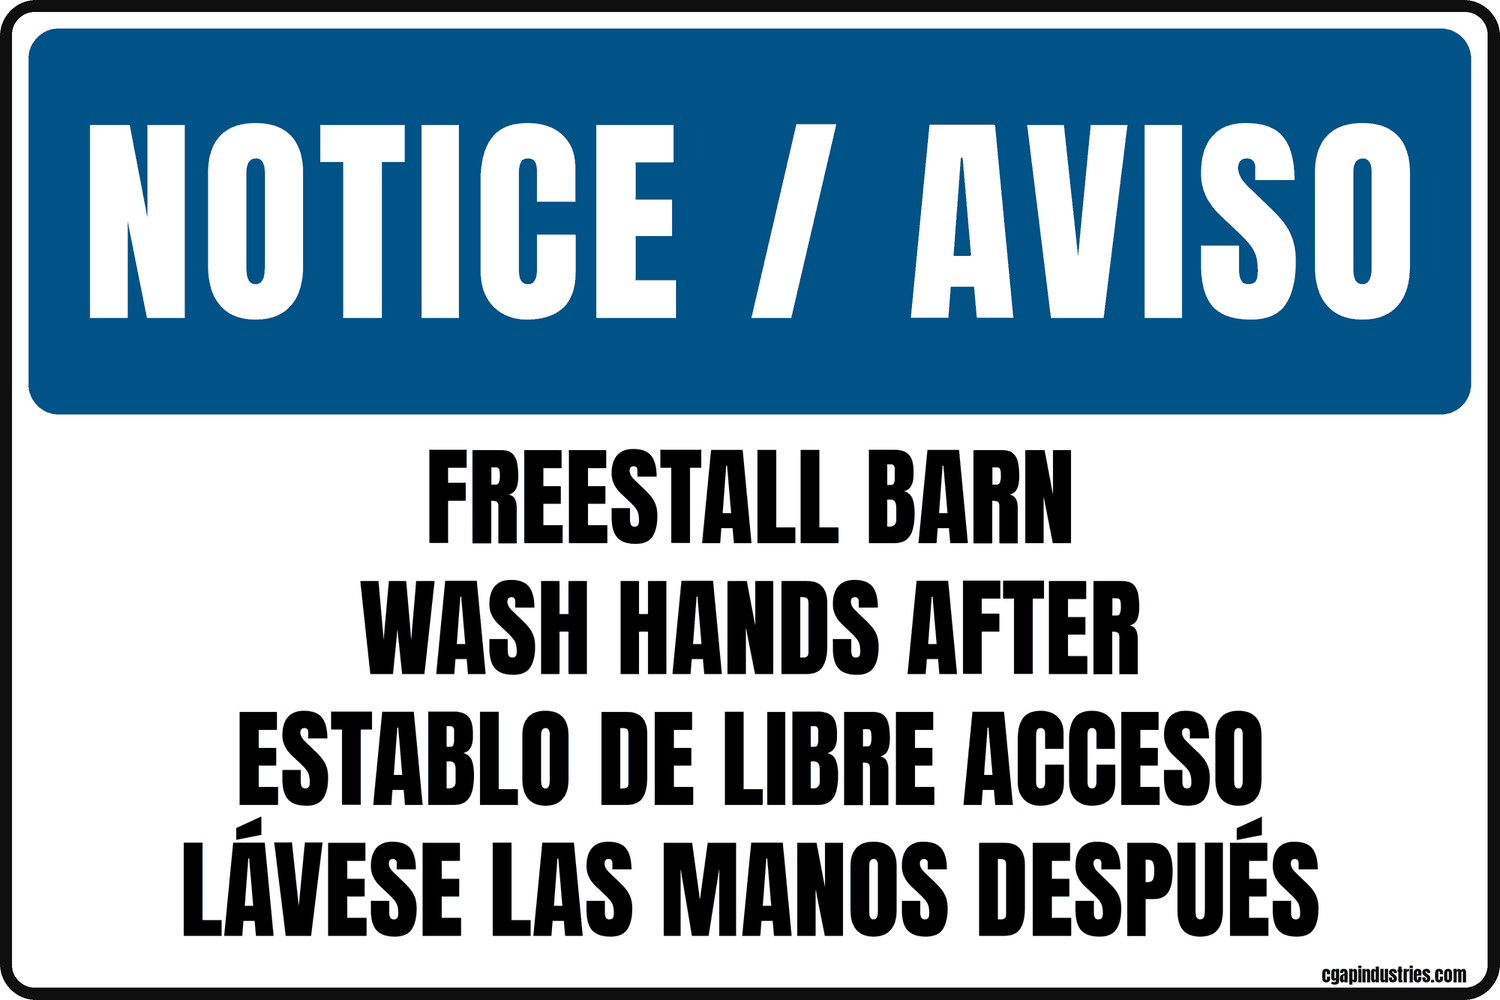 NOTICE / AVISO
FREESTALL BARN
WASH HANDS AFTER
ESTABLO DE LIBRE ACCESO
LÁVESE LAS MANOS DESPUÉS
cgapindustries.com